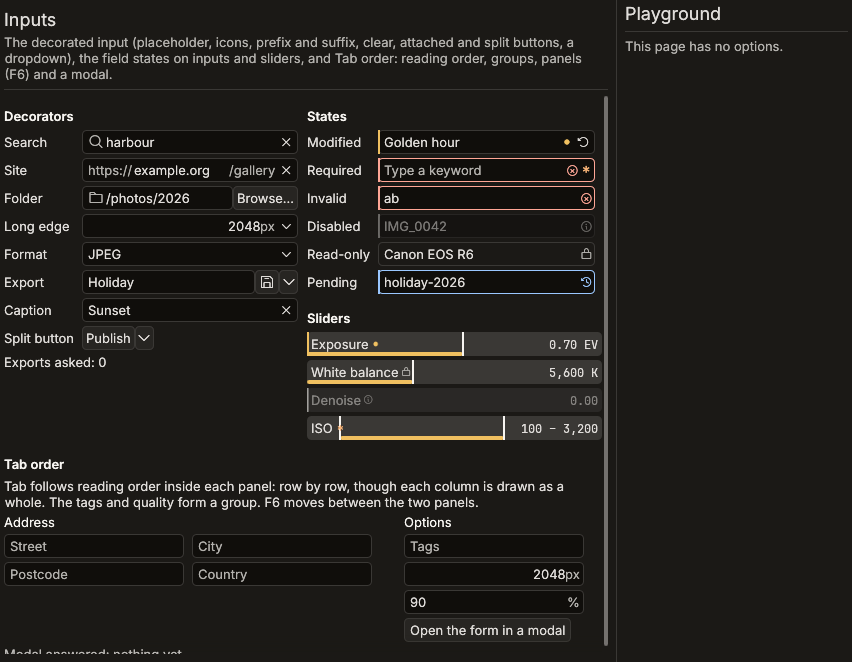 Inputs
The decorated input (placeholder, icons, prefix and suffix, clear, attached and split buttons, a
dropdown), the field states on inputs and sliders, and Tab order: reading order, groups, panels
(F6) and a modal.
Decorators
Search harbour
Site https://example.org /gallery
Folder /photos/2026 Browse...
Long edge 2048px
Format JPEG
Export Holiday
Caption Sunset
Split button Publish
Exports asked: 0
States
Modified Golden hour
Required Type a keyword *
Invalid ab
Disabled IMG_0042
Read-only Canon EOS R6
Pending holiday-2026
Sliders
Exposure 0.70 EV
White balance 5,600 K
Denoise 0.00
ISO * 100 – 3,200
Tab order
Tab follows reading order inside each panel: row by row, though each column is drawn as a
whole. The tags and quality form a group. F6 moves between the two panels.
Address
Street City
Postcode Country
Options
Tags
2048px
90 %
Open the form in a modal
Modal answered: nothing yet
Playground
This page has no options.